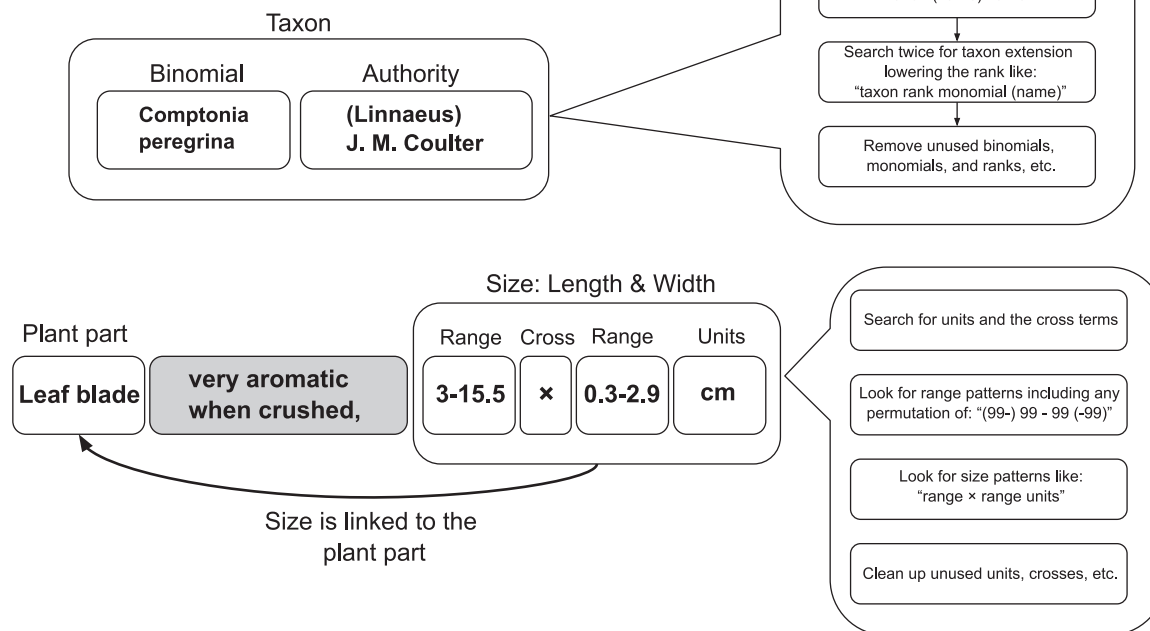 Taxon
Binomial
Authority
Comptonia
peregrina
(Linnaeus)
J. M. Coulter
Search twice for taxon extension
lowering the rank like:
“taxon rank monomial (name)”
Remove unused binomials,
monomials, and ranks, etc.
Size: Length & Width
Plant part
Range
Cross
Range
Units
Leaf blade
very aromatic
when crushed,
3-15.5
×
0.3-2.9
cm
Size is linked to the
plant part
Search for units and the cross terms
Look for range patterns including any
permutation of: “(99-) 99 - 99 (-99)”
Look for size patterns like:
“range × range units”
Clean up unused units, crosses, etc.